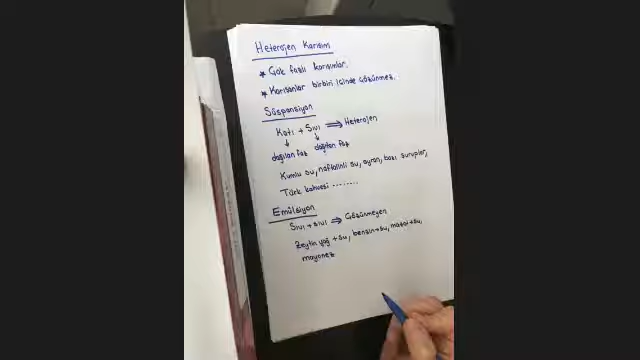 Heterojen Karışım
* Çok fazlı karışımlar.
* Karışanlar birbiri içinde çözünmez.
Süspansiyon
Katı + Sıvı ⇒ Heterojen
↓ ↓
dağılan faz dağıtan faz
Kumlu su, naftalinli su, ayran, bazı şuruplar,
Türk kahvesi ........
Emülsiyon
Sıvı + sıvı ⇒ Çözünmeyen
Zeytin yağ + su, benzin + su, mazot + su,
mayonez